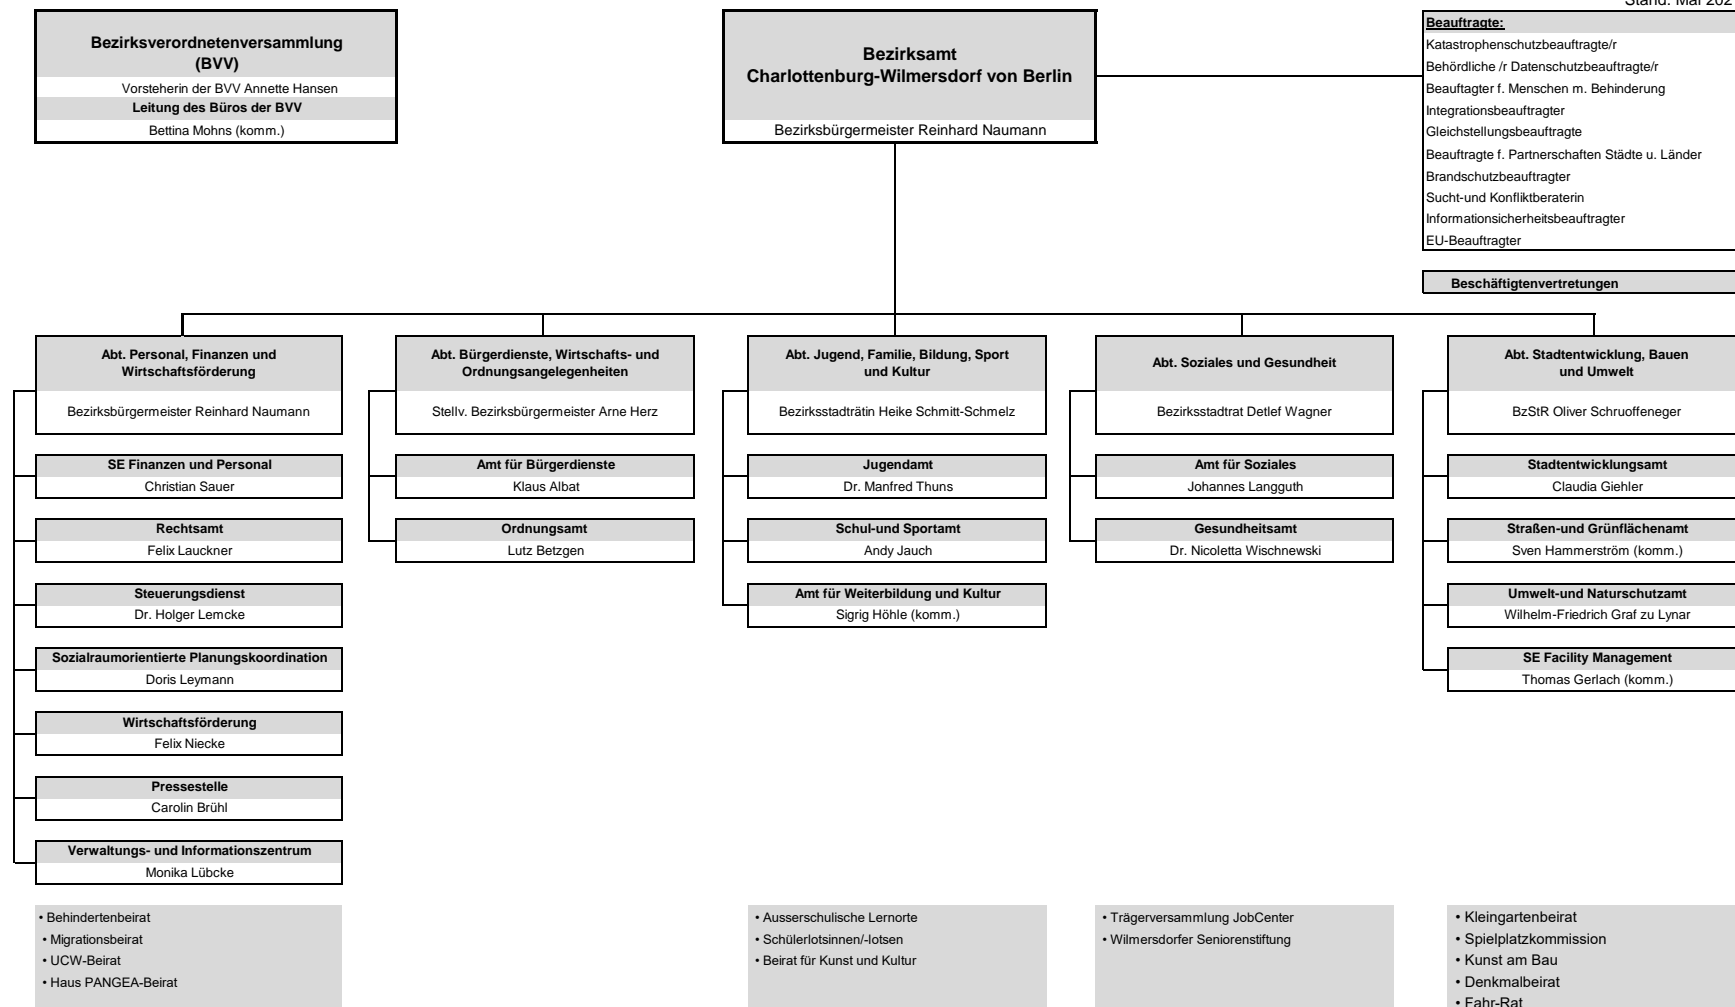 Stand: Mai 202
Bezirksverordnetenversammlung
(BVV)
Vorsteherin der BVV Annette Hansen
Leitung des Büros der BVV
Bettina Mohns (komm.)
Bezirksamt
Charlottenburg-Wilmersdorf von Berlin
Bezirksbürgermeister Reinhard Naumann
Beauftragte:
Katastrophenschutzbeauftragte/r
Behördliche /r Datenschutzbeauftragte/r
Beauftagter f. Menschen m. Behinderung
Integrationsbeauftragter
Gleichstellungsbeauftragte
Beauftragte f. Partnerschaften Städte u. Länder
Brandschutzbeauftragter
Sucht-und Konfliktberaterin
Informationsicherheitsbeauftragter
EU-Beauftragter
Beschäftigtenvertretungen
Abt. Personal, Finanzen und
Wirtschaftsförderung
Bezirksbürgermeister Reinhard Naumann
SE Finanzen und Personal
Christian Sauer
Rechtsamt
Felix Lauckner
Steuerungsdienst
Dr. Holger Lemcke
Sozialraumorientierte Planungskoordination
Doris Leymann
Wirtschaftsförderung
Felix Niecke
Pressestelle
Carolin Brühl
Verwaltungs- und Informationszentrum
Monika Lübcke
• Behindertenbeirat
• Migrationsbeirat
• UCW-Beirat
• Haus PANGEA-Beirat
Abt. Bürgerdienste, Wirtschafts- und
Ordnungsangelegenheiten
Stellv. Bezirksbürgermeister Arne Herz
Amt für Bürgerdienste
Klaus Albat
Ordnungsamt
Lutz Betzgen
Abt. Jugend, Familie, Bildung, Sport
und Kultur
Bezirksstadträtin Heike Schmitt-Schmelz
Jugendamt
Dr. Manfred Thuns
Schul-und Sportamt
Andy Jauch
Amt für Weiterbildung und Kultur
Sigrig Höhle (komm.)
• Ausserschulische Lernorte
• Schülerlotsinnen/-lotsen
• Beirat für Kunst und Kultur
Abt. Soziales und Gesundheit
Bezirksstadtrat Detlef Wagner
Amt für Soziales
Johannes Langguth
Gesundheitsamt
Dr. Nicoletta Wischnewski
• Trägerversammlung JobCenter
• Wilmersdorfer Seniorenstiftung
Abt. Stadtentwicklung, Bauen
und Umwelt
BzStR Oliver Schruoffeneger
Stadtentwicklungsamt
Claudia Giehler
Straßen-und Grünflächenamt
Sven Hammerström (komm.)
Umwelt-und Naturschutzamt
Wilhelm-Friedrich Graf zu Lynar
SE Facility Management
Thomas Gerlach (komm.)
• Kleingartenbeirat
• Spielplatzkommission
• Kunst am Bau
• Denkmalbeirat
• Fahr-Rat